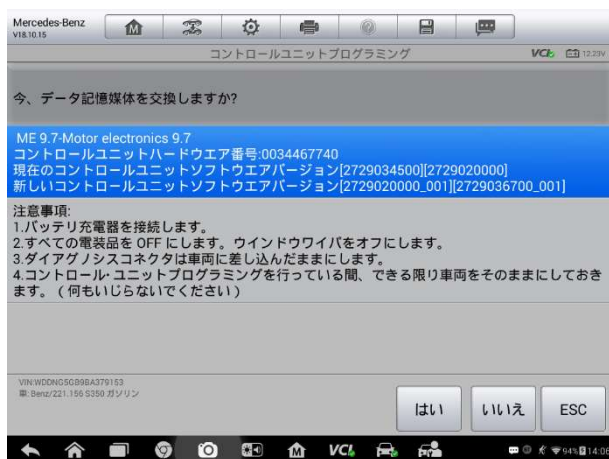 Mercedes-Benz
V18.10.15
コントロールユニットプログラミング
VCI
12.23V
今、データ記憶媒体を交換しますか?
ME 9.7-Motor electronics 9.7
コントロールユニットハードウエア番号:0034467740
現在のコントロールユニットソフトウエアバージョン[2729034500][2729020000]
新しいコントロールユニットソフトウエアバージョン[2729020000_001][2729036700_001]
注意事項:
1.バッテリ充電器を接続します。
2.すべての電装品を OFF にします。ウインドウワイパをオフにします。
3.ダイアグノシスコネクタは車両に差し込んだままにします。
4.コントロール･ユニットプログラミングを行っている間、できる限り車両をそのままにしておき
ます。(何もいじらないでください)
VIN:WDDNG5GB9BA379153
車: Benz/221.156 S350 ガソリン
はい
いいえ
ESC
VCI
94% 14:06